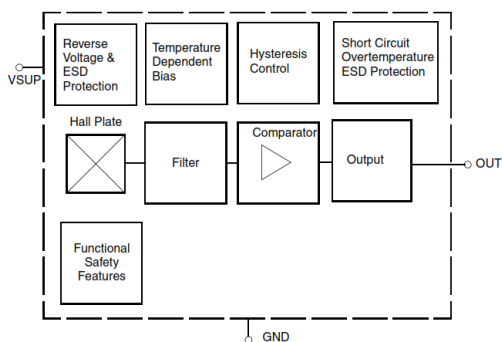 Reverse
Voltage &
ESD
Protection
Temperature
Dependent
Bias
Hysteresis
Control
Short Circuit
Overtemperature
ESD Protection
VSUP
Hall Plate
Filter
Comparator
Output
OUT
Functional
Safety
Features
GND